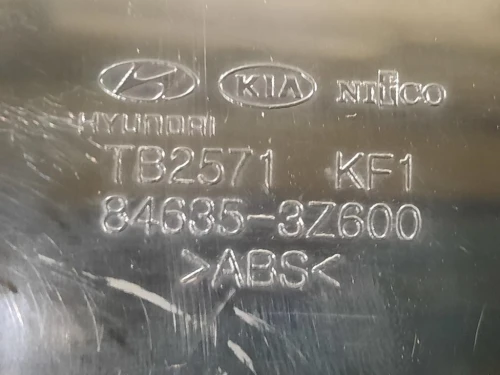 KIA NIFCO
HYUNDAI
TB2571 KF1
84635-3Z600
>ABS<